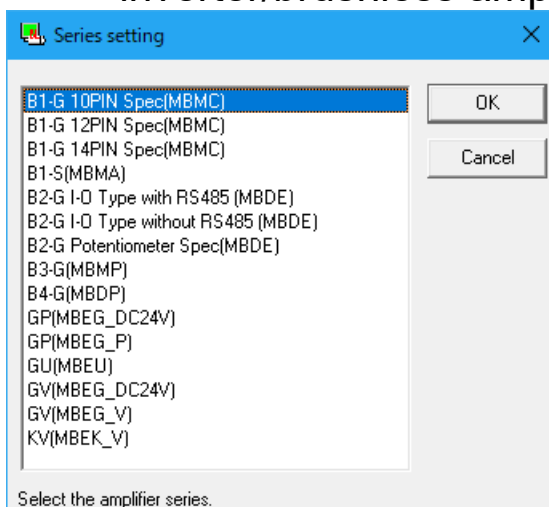 Series setting
B1-G 10PIN Spec(MBMC)
B1-G 12PIN Spec(MBMC)
B1-G 14PIN Spec(MBMC)
B1-S(MBMA)
B2-G I-O Type with RS485 (MBDE)
B2-G I-O Type without RS485 (MBDE)
B2-G Potentiometer Spec(MBDE)
B3-G(MBMP)
B4-G(MBDP)
GP(MBEG_DC24V)
GP(MBEG_P)
GU(MBEU)
GV(MBEG_DC24V)
GV(MBEG_V)
KV(MBEK_V)
OK
Cancel
Select the amplifier series.